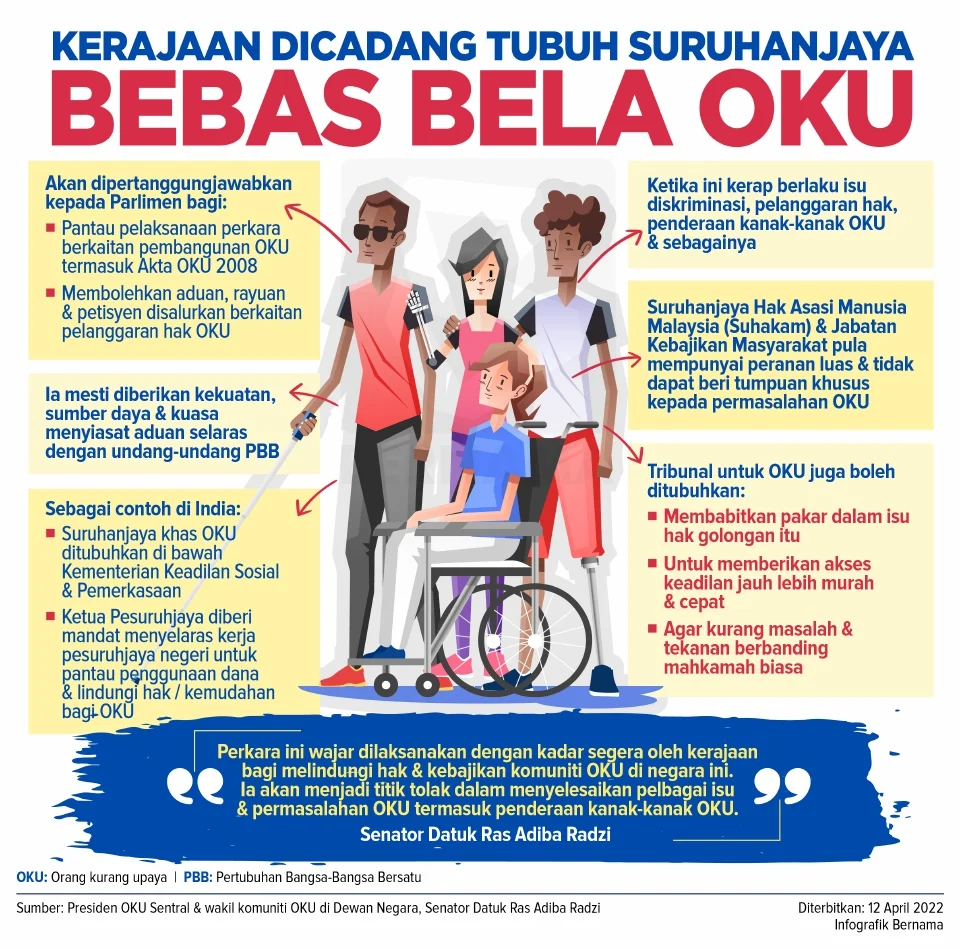 KERAJAAN DICADANG TUBUH SURUHANJAYA
BEBAS BELA OKU
Akan dipertanggungjawabkan
kepada Parlimen bagi:
Pantau pelaksanaan perkara
berkaitan pembangunan OKU
termasuk Akta OKU 2008
Membolehkan aduan, rayuan
& petisyen disalurkan berkaitan
pelanggaran hak OKU
Ia mesti diberikan kekuatan,
sumber daya & kuasa
menyiasat aduan selaras
dengan undang-undang PBB
Sebagai contoh di India:
Suruhanjaya khas OKU
ditubuhkan di bawah
Kementerian Keadilan Sosial
& Pemerkasaan
Ketua Pesuruhjaya diberi
mandat menyelaras kerja
pesuruhjaya negeri untuk
pantau penggunaan dana
& lindungi hak / kemudahan
bagi OKU
Ketika ini kerap berlaku isu
diskriminasi, pelanggaran hak,
penderaan kanak-kanak OKU
& sebagainya
Suruhanjaya Hak Asasi Manusia
Malaysia (Suhakam) & Jabatan
Kebajikan Masyarakat pula
mempunyai peranan luas & tidak
dapat beri tumpuan khusus
kepada permasalahan OKU
Tribunal untuk OKU juga boleh
ditubuhkan:
Membabitkan pakar dalam isu
hak golongan itu
Untuk memberikan akses
keadilan jauh lebih murah
& cepat
Agar kurang masalah &
tekanan berbanding
mahkamah biasa
Perkara ini wajar dilaksanakan dengan kadar segera oleh kerajaan
bagi melindungi hak & kebajikan komuniti OKU di negara ini.
Ia akan menjadi titik tolak dalam menyelesaikan pelbagai isu
& permasalahan OKU termasuk penderaan kanak-kanak OKU.
Senator Datuk Ras Adiba Radzi
OKU: Orang kurang upaya | PBB: Pertubuhan Bangsa-Bangsa Bersatu
Sumber: Presiden OKU Sentral & wakil komuniti OKU di Dewan Negara, Senator Datuk Ras Adiba Radzi
Diterbitkan: 12 April 2022
Infografik Bernama